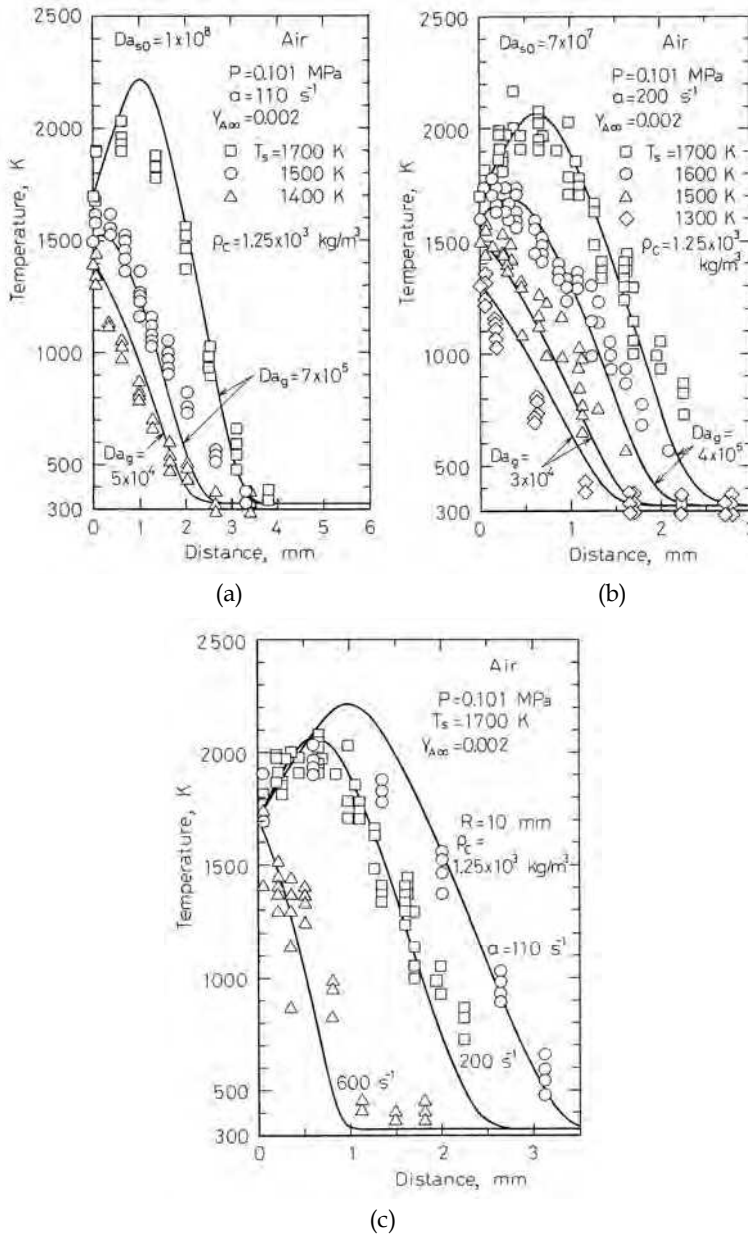 Da_s0=1x10^8 Air
P=0.101 MPa
a=110 s^-1
Y_A∞=0.002
□ T_s=1700 K
○ 1500 K
△ 1400 K
ρ_C=1.25x10^3 kg/m^3
Da_g=7x10^5
Da_g=
5x10^4
2500
2000
1500
1000
500
300
Temperature, K
0 1 2 3 4 5 6
Distance, mm
(a)
Da_s0=7x10^7 Air
P=0.101 MPa
a=200 s^-1
Y_A∞=0.002
□ T_s=1700 K
○ 1600 K
△ 1500 K
◇ 1300 K
ρ_C=1.25x10^3
kg/m^3
Da_g=
4x10^5
Da_g=
3x10^4
2500
2000
1500
1000
500
300
Temperature, K
0 1 2
Distance, mm
(b)
Air
P=0.101 MPa
T_s=1700 K
Y_A∞=0.002
R=10 mm
ρ_C=
1.25x10^3 kg/m^3
a=110 s^-1
200 s^-1
600 s^-1
2500
2000
1500
1000
500
300
Temperature, K
0 1 2 3
Distance, mm
(c)